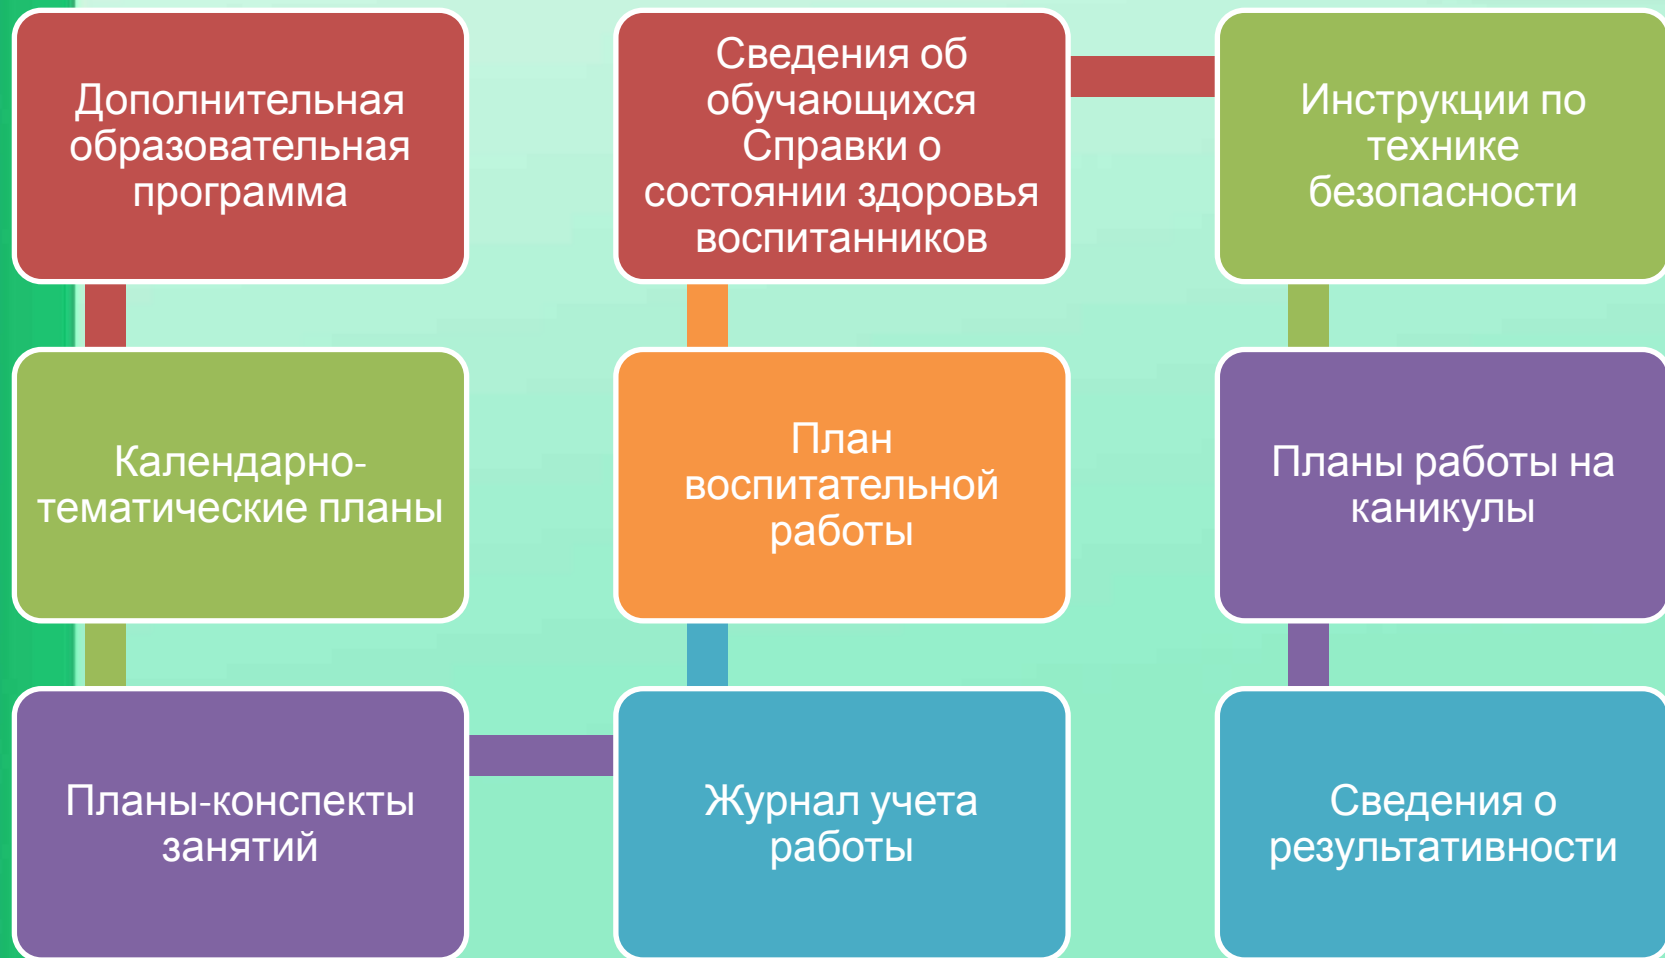 Дополнительная
образовательная
программа
Календарно-
тематические планы
Планы-конспекты
занятий
Журнал учета
работы
План
воспитательной
работы
Сведения об
обучающихся
Справки о
состоянии здоровья
воспитанников
Инструкции по
технике
безопасности
Планы работы на
каникулы
Сведения о
результативности